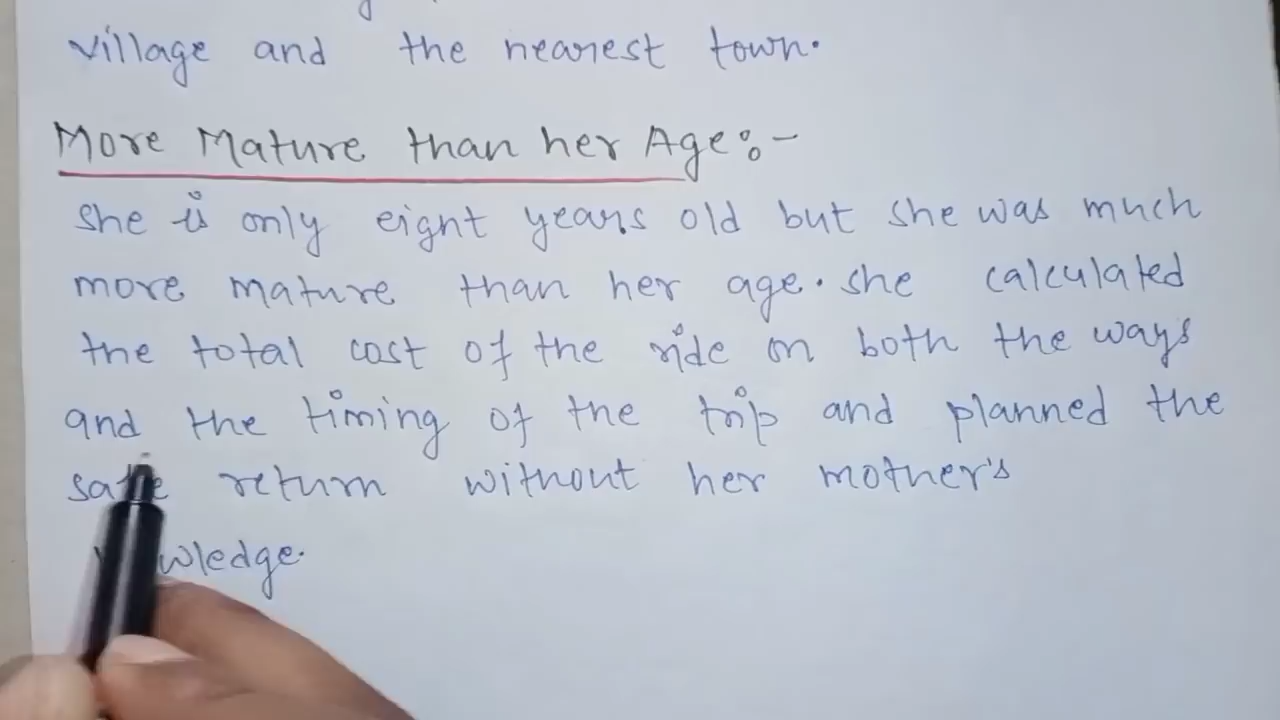 village and the nearest town.
More Mature than her Age:-
She is only eight years old but she was much
more mature than her age. she calculated
the total cost of the ride on both the ways
and the timing of the trip and planned the
safe return without her mother's
knowledge.